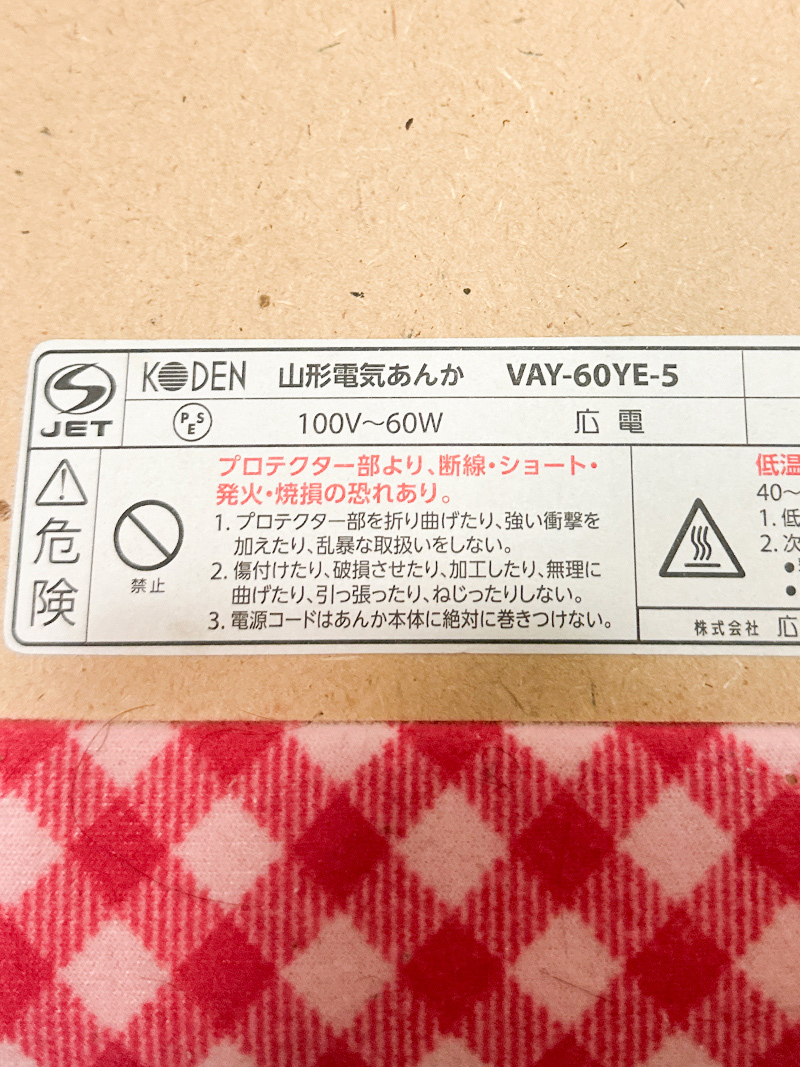 KODEN 山形電気あんか VAY-60YE-5
JET
PSE 100V～60W 広電
危険
禁止
プロテクター部より、断線・ショート・
発火・焼損の恐れあり。
1. プロテクター部を折り曲げたり、強い衝撃を
加えたり、乱暴な取扱いをしない。
2. 傷付けたり、破損させたり、加工したり、無理に
曲げたり、引っ張ったり、ねじったりしない。
3. 電源コードはあんか本体に絶対に巻きつけない。
低温
40～
1. 低
2. 次
株式会社 広